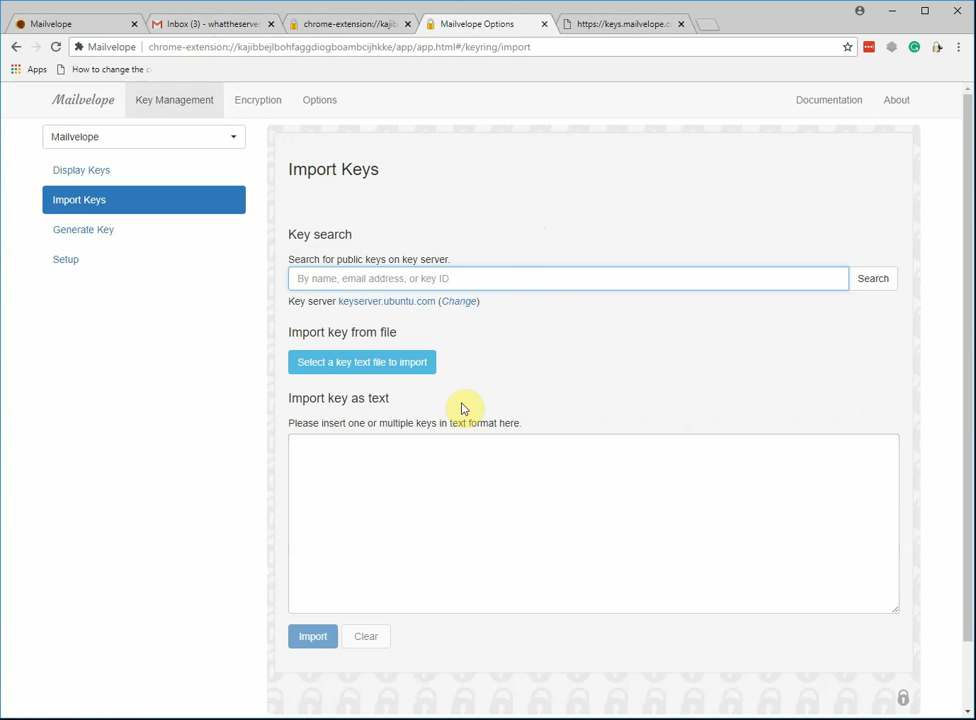 Mailvelope
Inbox (3) - whattheserver
chrome-extension://kajib
Mailvelope Options
https://keys.mailvelope.c
Mailvelope
chrome-extension://kajibbejlbohfaggdiogboambcijhkke/app/app.html#/keyring/import
Apps
How to change the c
Mailvelope
Key Management
Encryption
Options
Documentation
About
Mailvelope
Display Keys
Import Keys
Generate Key
Setup
Import Keys
Key search
Search for public keys on key server.
By name, email address, or key ID
Search
Key server keyserver.ubuntu.com (Change)
Import key from file
Select a key text file to import
Import key as text
Please insert one or multiple keys in text format here.
Import
Clear